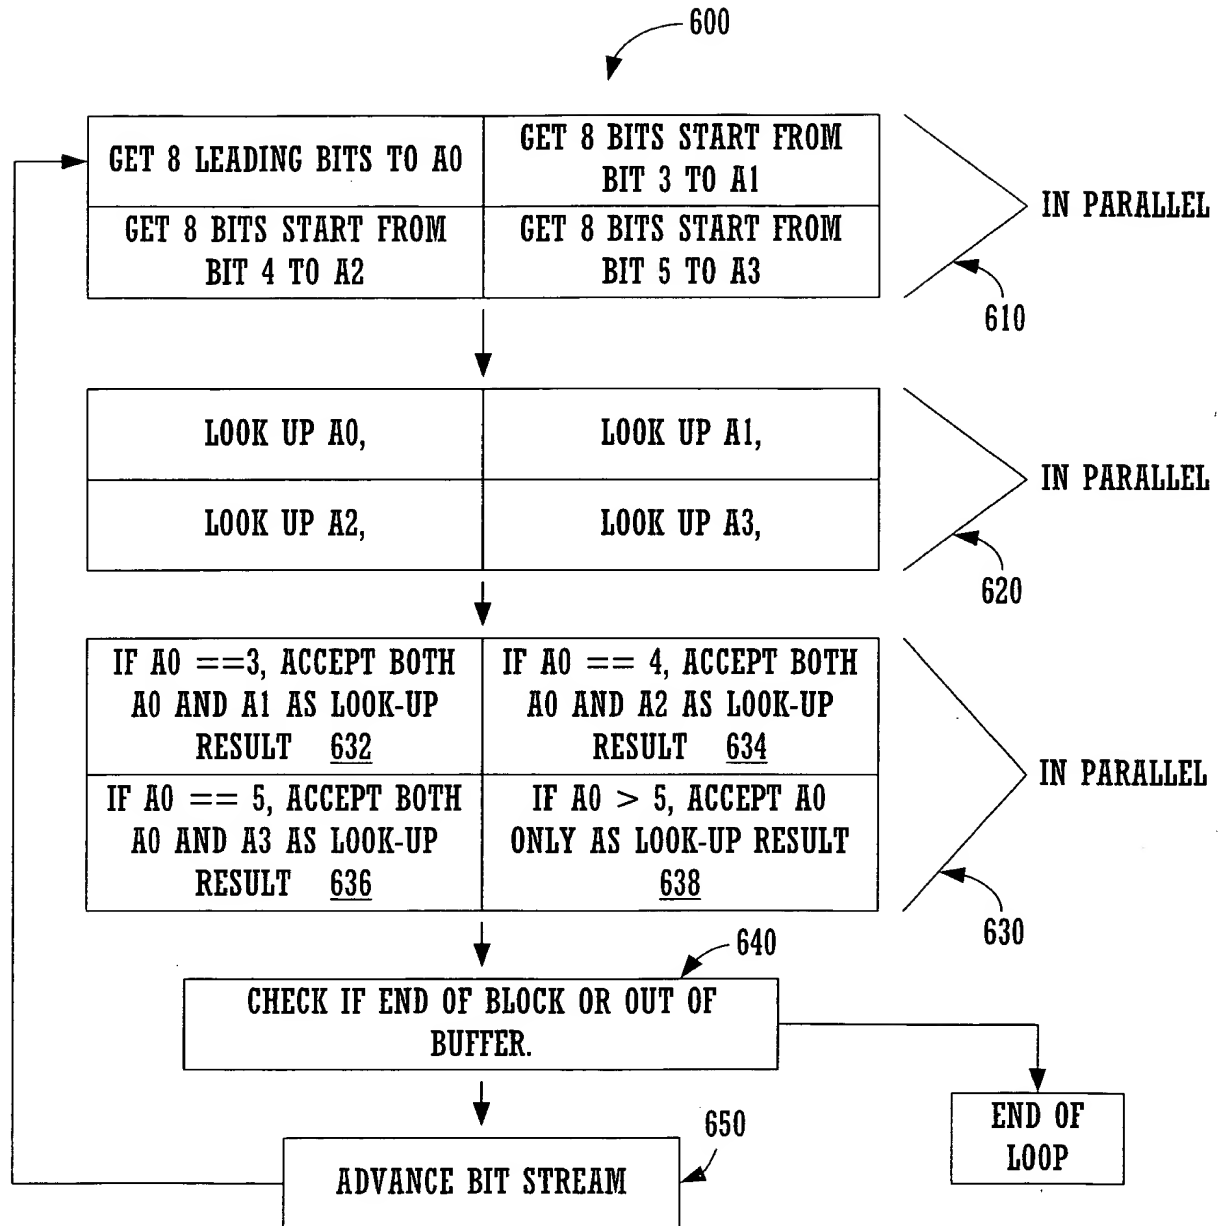 600
GET 8 LEADING BITS TO A0
GET 8 BITS START FROM
BIT 3 TO A1
GET 8 BITS START FROM
BIT 4 TO A2
GET 8 BITS START FROM
BIT 5 TO A3
IN PARALLEL
610
LOOK UP A0,
LOOK UP A1,
LOOK UP A2,
LOOK UP A3,
IN PARALLEL
620
IF A0 ==3, ACCEPT BOTH
A0 AND A1 AS LOOK-UP
RESULT 632
IF A0 == 4, ACCEPT BOTH
A0 AND A2 AS LOOK-UP
RESULT 634
IF A0 == 5, ACCEPT BOTH
A0 AND A3 AS LOOK-UP
RESULT 636
IF A0 > 5, ACCEPT A0
ONLY AS LOOK-UP RESULT
638
IN PARALLEL
630
640
CHECK IF END OF BLOCK OR OUT OF
BUFFER.
END OF
LOOP
650
ADVANCE BIT STREAM